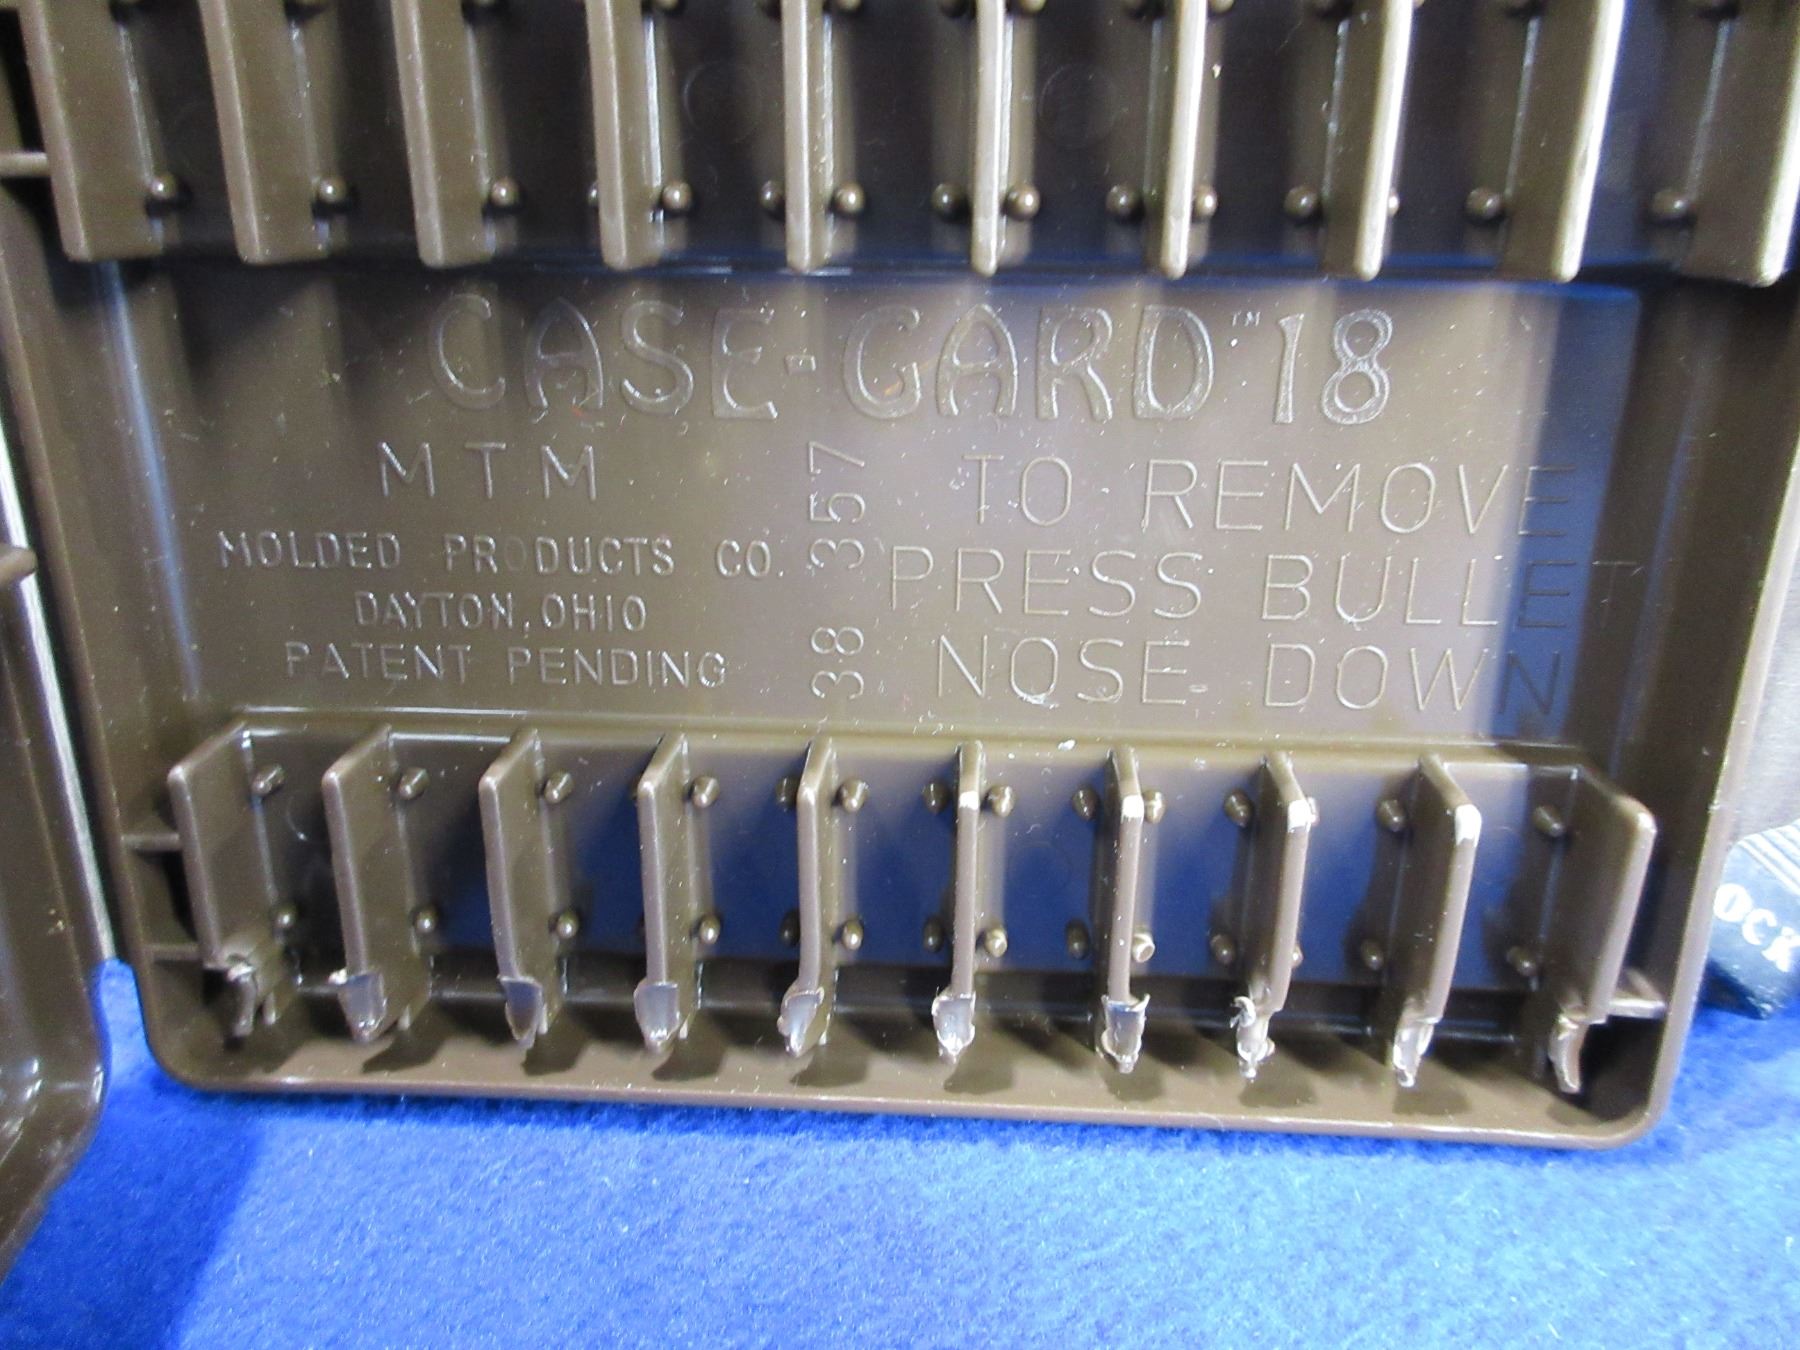 CASE-GARD™ 18
MTM
MOLDED PRODUCTS CO.
DAYTON, OHIO
PATENT PENDING
38 357
TO REMOVE
PRESS BULLET
NOSE DOWN
OCK